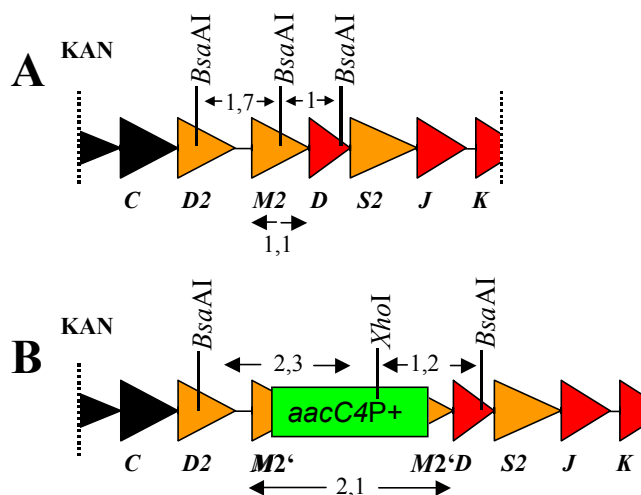 KAN
A
BsaAI
BsaAI
BsaAI
1,7
1
C D2 M2 D S2 J K
1,1
KAN
B
BsaAI
XhoI
BsaAI
2,3
1,2
aacC4P+
C D2 M2‘ M2‘ D S2 J K
2,1